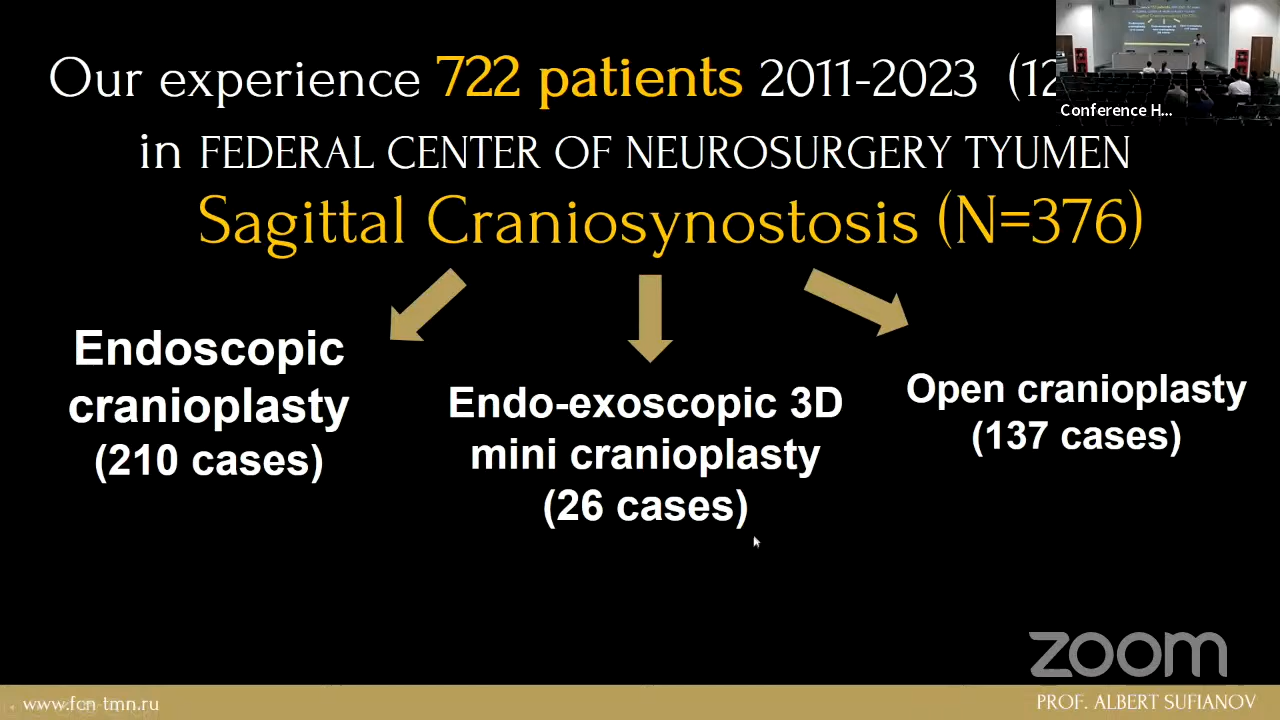 Our experience 722 patients 2011-2023 (12
in FEDERAL CENTER OF NEUROSURGERY TYUMEN
Sagittal Craniosynostosis (N=376)
Endoscopic
cranioplasty
(210 cases)
Endo-exoscopic 3D
mini cranioplasty
(26 cases)
Open cranioplasty
(137 cases)
Conference H...
zoom
www.fcn-tmn.ru
PROF. ALBERT SUFIANOV